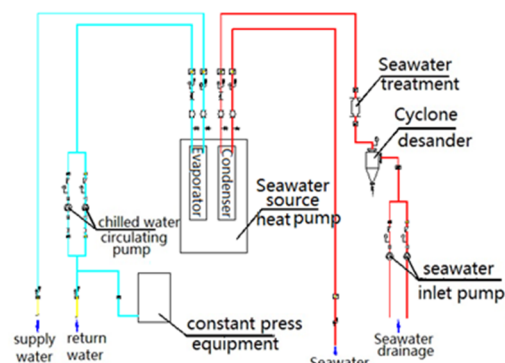 Seawater
treatment
Cyclone
desander
Evaporator
Condenser
Seawater
source
heat pump
chilled water
circulating
pump
seawater
inlet pump
constant press
equipment
supply
water
return
water
Seawater
Seawater
drainage